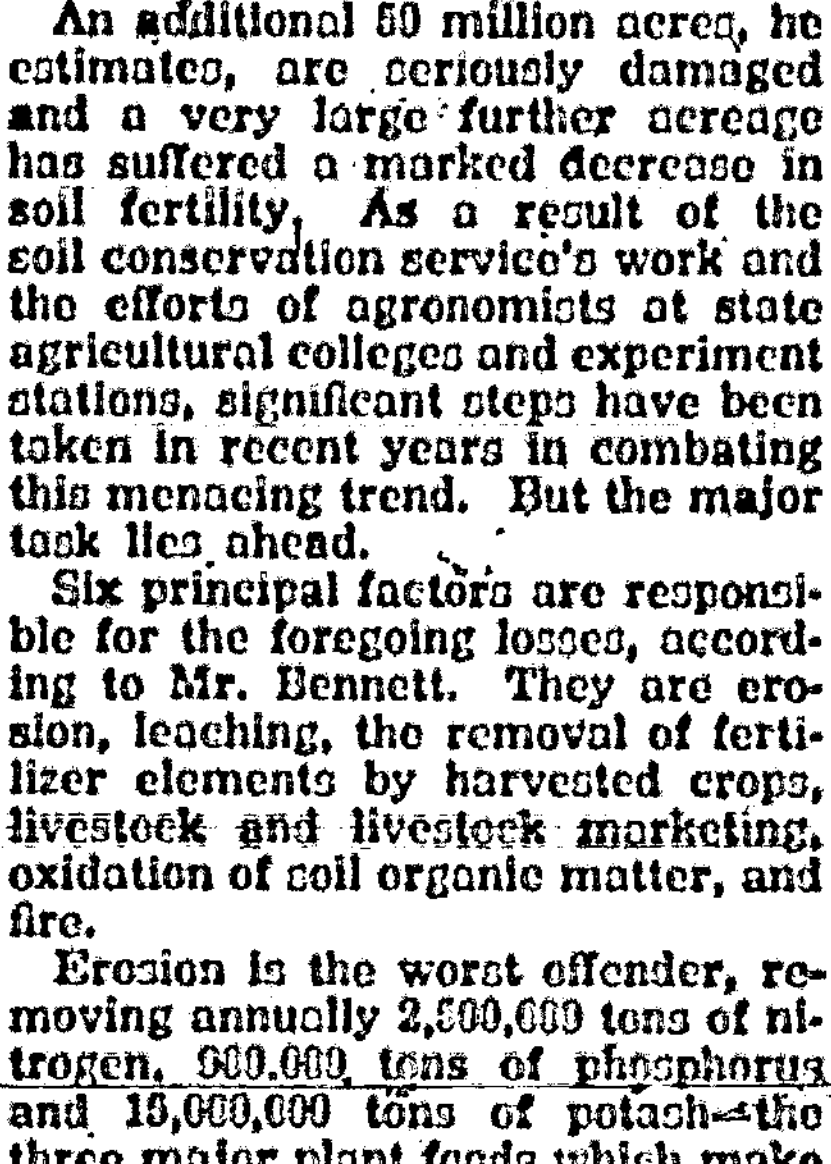 An additional 50 million acres, he
estimates, are seriously damaged
and a very large further acreage
has suffered a marked decrease in
soil fertility. As a result of the
soil conservation service's work and
the efforts of agronomists at state
agricultural colleges and experiment
stations, significant steps have been
taken in recent years in combating
this menacing trend. But the major
task lies ahead.
Six principal factors are responsi-
ble for the foregoing losses, accord-
ing to Mr. Bennett. They are ero-
sion, leaching, the removal of ferti-
lizer elements by harvested crops,
livestock and livestock marketing,
oxidation of soil organic matter, and
fire.
Erosion is the worst offender, re-
moving annually 2,500,000 tons of ni-
trogen, tons of phosphorus
and tons of potash—the
three major plant foods which make